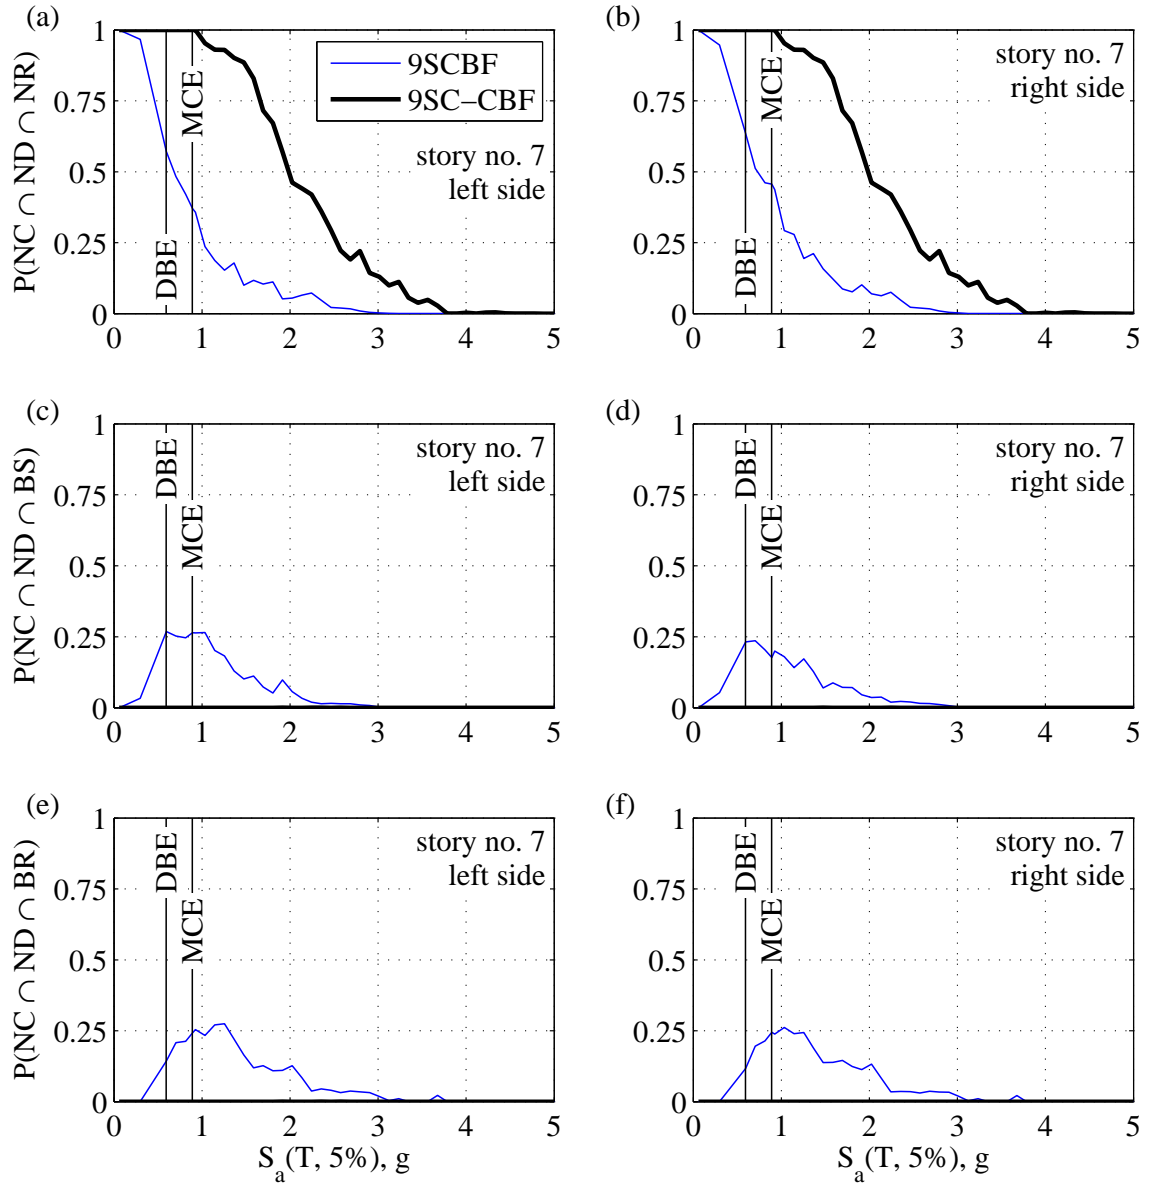 (a)
P(NC ∩ ND ∩ NR)
1
0.75
0.5
0.25
0
DBE
MCE
9SCBF
9SC−CBF
story no. 7
left side
0 1 2 3 4 5
(b)
1
0.75
0.5
0.25
0
DBE
MCE
story no. 7
right side
0 1 2 3 4 5
(c)
P(NC ∩ ND ∩ BS)
1
0.75
0.5
0.25
0
DBE
MCE
story no. 7
left side
0 1 2 3 4 5
(d)
1
0.75
0.5
0.25
0
DBE
MCE
story no. 7
right side
0 1 2 3 4 5
(e)
P(NC ∩ ND ∩ BR)
1
0.75
0.5
0.25
0
DBE
MCE
story no. 7
left side
0 1 2 3 4 5
S_a(T, 5%), g
(f)
1
0.75
0.5
0.25
0
DBE
MCE
story no. 7
right side
0 1 2 3 4 5
S_a(T, 5%), g